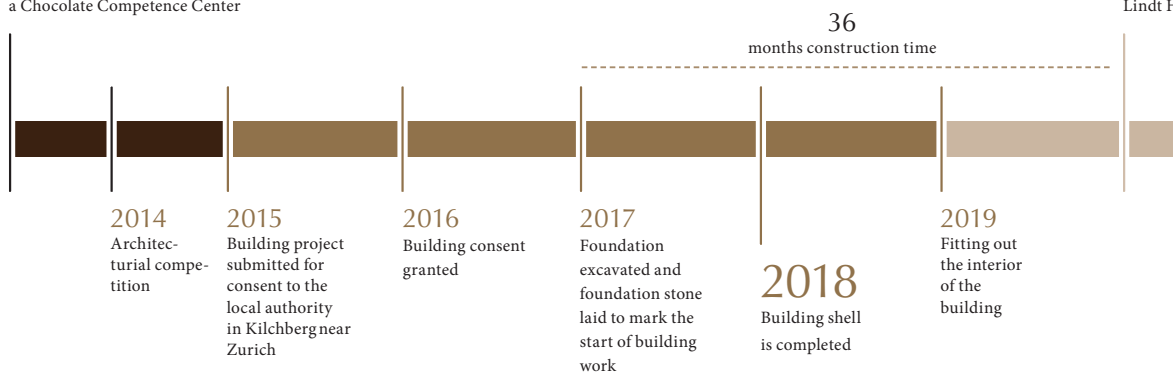 a Chocolate Competence Center
Lindt
36
months construction time
2014
Architec-
turial compe-
tition
2015
Building project
submitted for
consent to the
local authority
in Kilchberg near
Zurich
2016
Building consent
granted
2017
Foundation
excavated and
foundation stone
laid to mark the
start of building
work
2018
Building shell
is completed
2019
Fitting out
the interior
of the
building